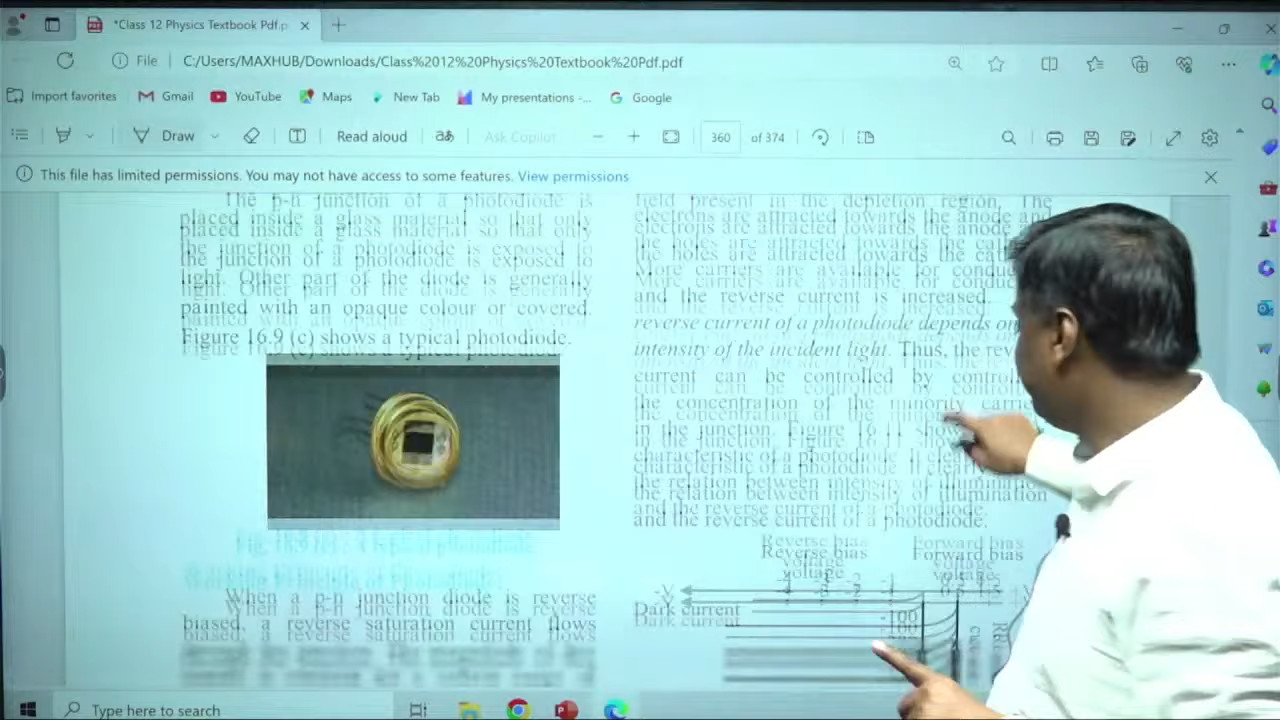 *Class 12 Physics Textbook Pdf.p
File
C:/Users/MAXHUB/Downloads/Class%2012%20Physics%20Textbook%20Pdf.pdf
Import favorites
Gmail
YouTube
Maps
New Tab
My presentations -...
Google
Draw
Read aloud
Ask Copilot
360 of 374
This file has limited permissions. You may not have access to some features. View permissions
The p-n junction of a photodiode is
placed inside a glass material so that only
the junction of a photodiode is exposed to
light. Other part of the diode is generally
painted with an opaque colour or covered.
Figure 16.9 (c) shows a typical photodiode.
When a p-n junction diode is reverse
biased, a reverse saturation current flows
field present in the depletion region. The
electrons are attracted towards the anode and
the holes are attracted towards the
More carriers are available for
and the reverse current is increased.
reverse current of a photodiode depends on
intensity of the incident light. Thus, the
current can be controlled by
the concentration of the minority
in the junction. Figure 16.11
characteristic of a photodiode. It
the relation between intensity of illumination
and the reverse current of a photodiode.
Reverse bias
voltage
Forward bias
voltage
-V
Dark current
-100
Type here to search